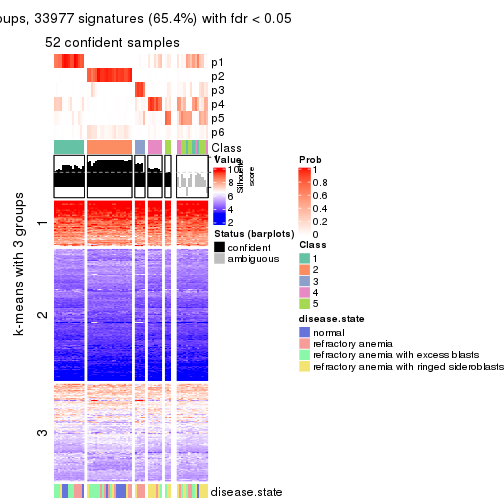 oups, 33977 signatures (65.4%) with fdr < 0.05
52 confident samples
p1
p2
p3
p4
p5
p6
Class
Silhouette score
k-means with 3 groups
1
2
3
Value
10
8
6
4
2
Status (barplots)
confident
ambiguous
Prob
1
0.8
0.6
0.4
0.2
0
Class
1
2
3
4
5
disease.state
normal
refractory anemia
refractory anemia with excess blasts
refractory anemia with ringed sideroblasts
disease.state